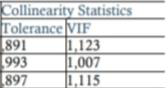 Collinearity Statistics
Tolerance VIF
,891 1,123
,993 1,007
,897 1,115